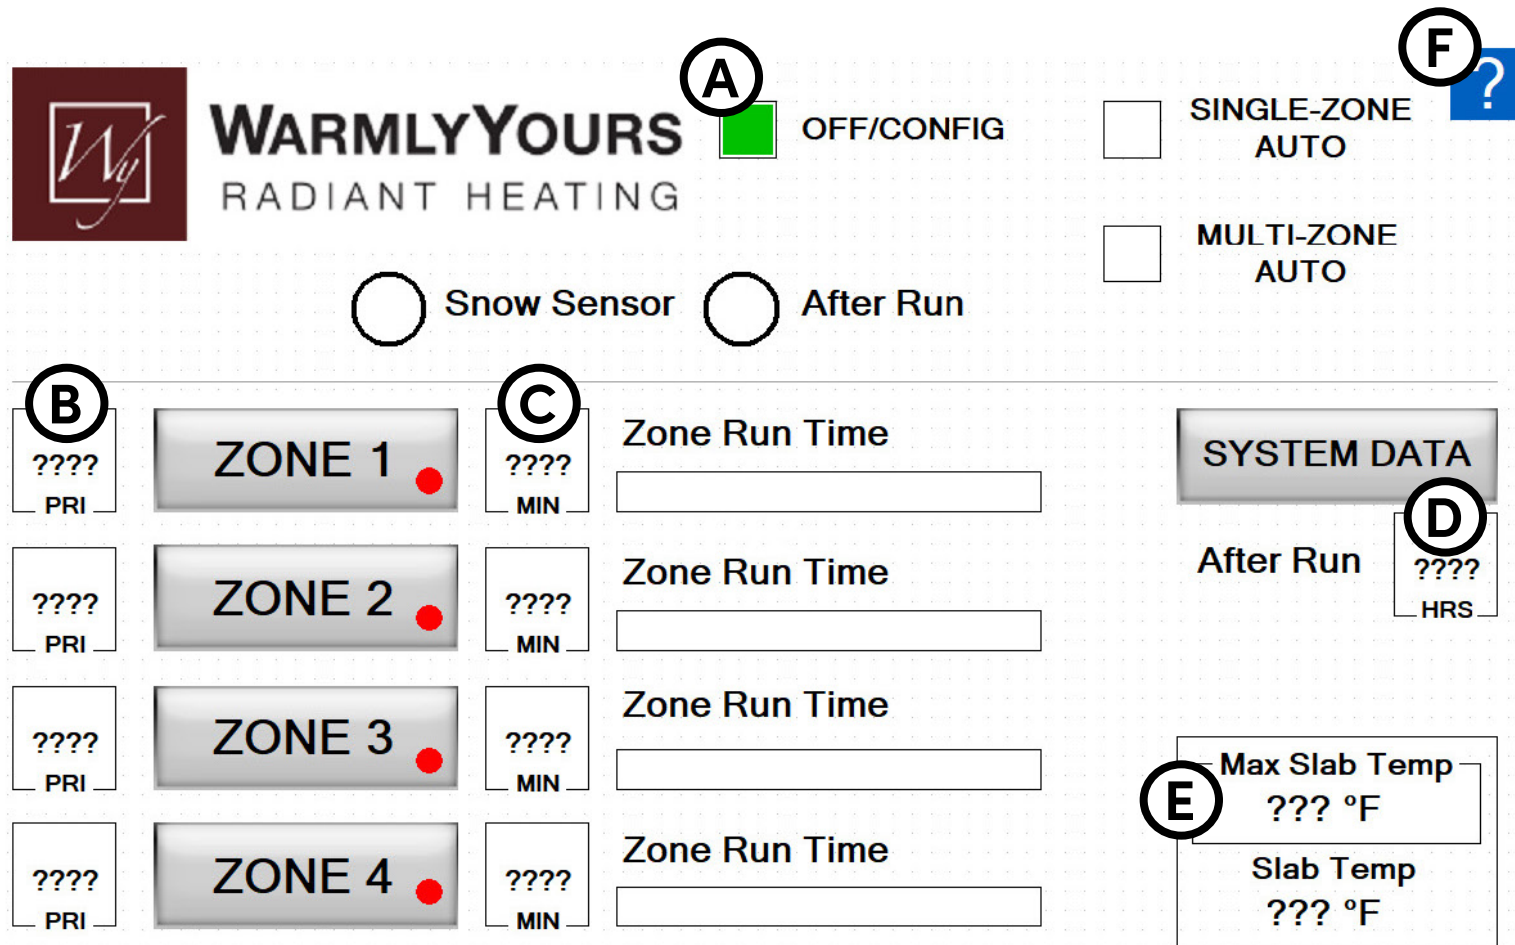 F
?
A
Wy
WARMLYYOURS
RADIANT HEATING
OFF/CONFIG
SINGLE-ZONE
AUTO
MULTI-ZONE
AUTO
Snow Sensor
After Run
B
????
PRI
ZONE 1
C
????
MIN
Zone Run Time
SYSTEM DATA
????
PRI
ZONE 2
????
MIN
Zone Run Time
After Run
D
????
HRS
????
PRI
ZONE 3
????
MIN
Zone Run Time
E
Max Slab Temp
??? °F
????
PRI
ZONE 4
????
MIN
Zone Run Time
Slab Temp
??? °F